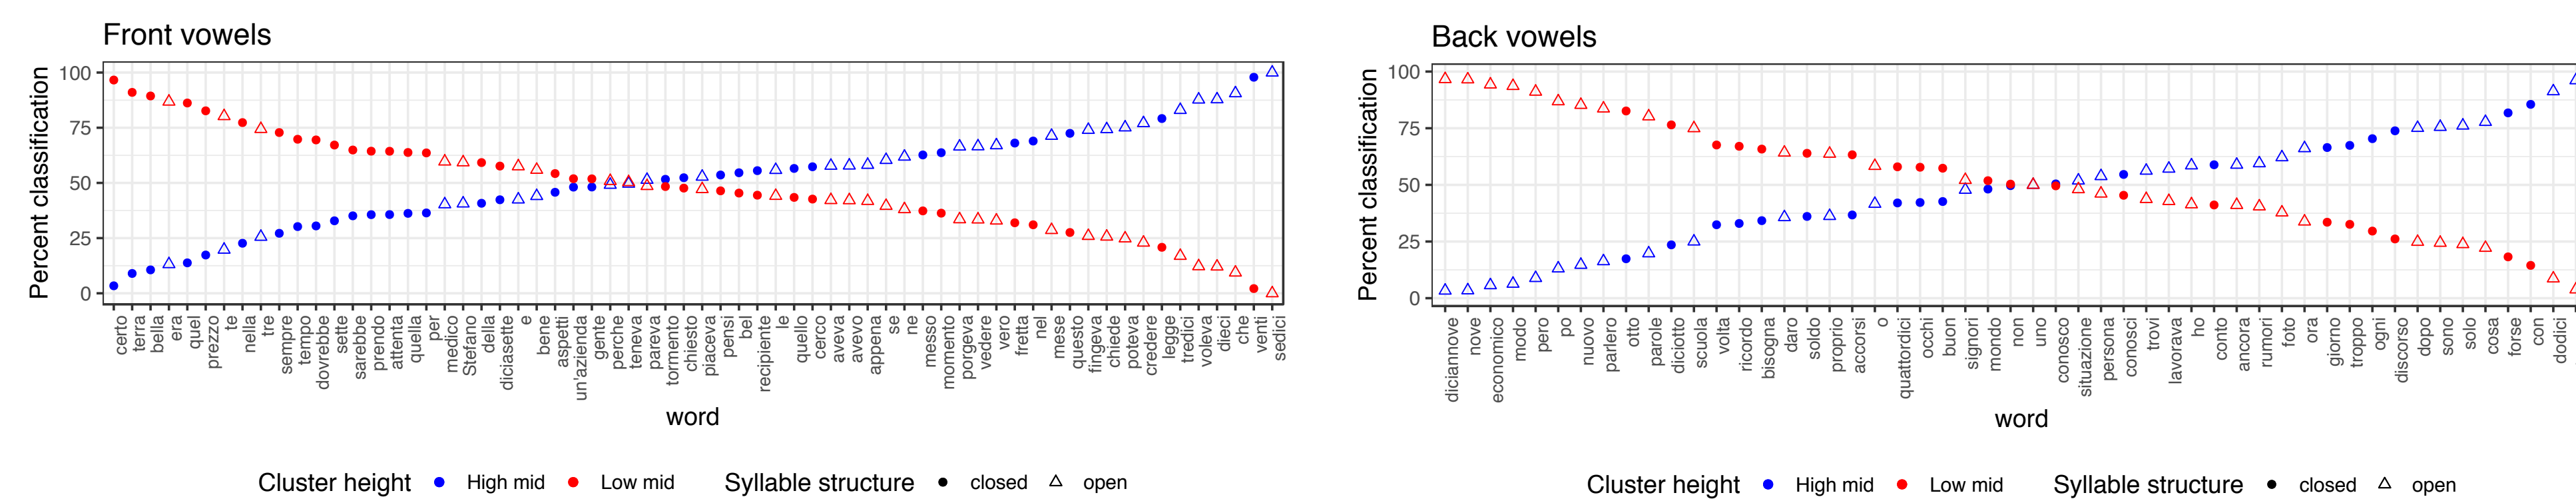 Front vowels
Percent classification
100
75
50
25
0
certo terra bella era quel prezzo te nella tre sempre tempo dovrebbe sette sarebbe prendo attenta quella per medico Stefano della diciasette e bene aspetti un'azienda gente perche teneva pareva tormento chiesto piaceva pensi bel recipiente le quello cerco aveva avevo appena se ne messo momento porgeva vedere vero fretta nel mese questo fingeva chiede poteva credere legge tredici voleva dieci che venti sedici
word
Cluster height High mid Low mid Syllable structure closed open
Back vowels
Percent classification
100
75
50
25
0
diciannove nove economico modo pero po nuovo parlero otto parole diciotto scuola volta ricordo bisogna daro soldo proprio accorsi o quattordici occhi buon signori mondo non uno conosco situazione persona conosci trovi lavorava ho conto ancora rumori foto ora giorno troppo ogni discorso dopo sono solo cosa forse con dodici
word
Cluster height High mid Low mid Syllable structure closed open